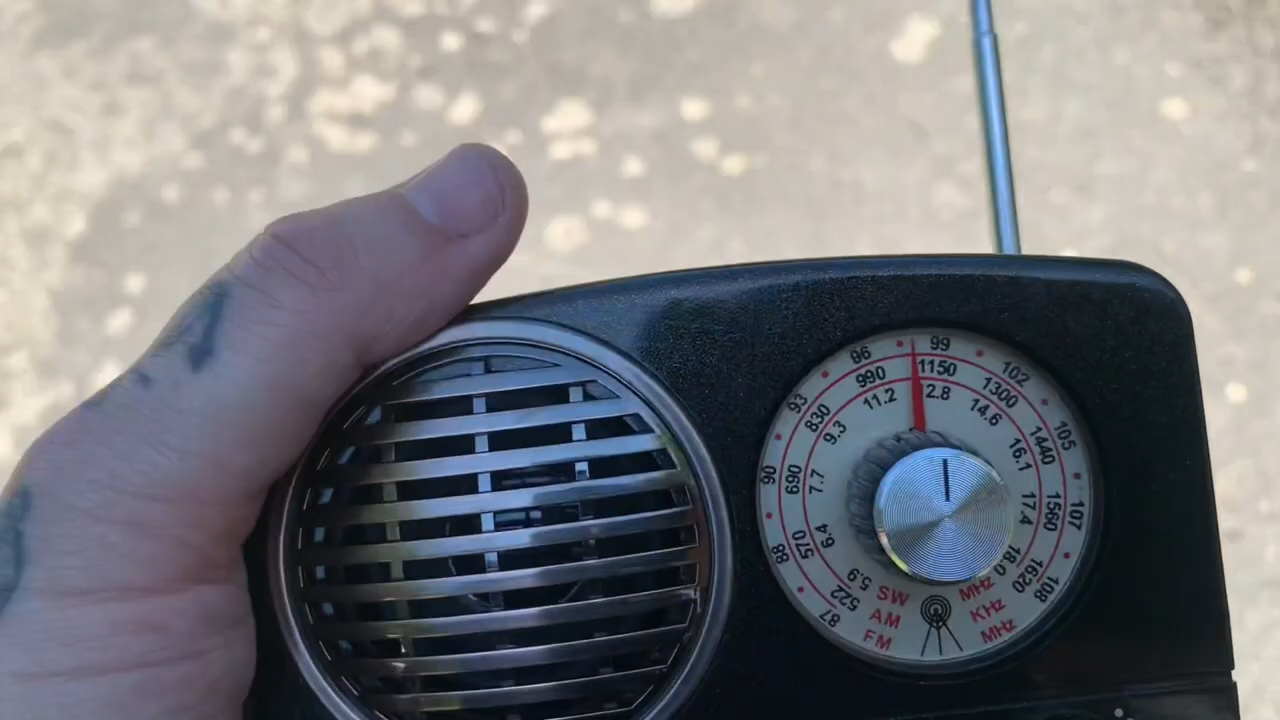 87 88 90 93 96 99 102 105 107 108
522 570 690 830 990 1150 1300 1440 1560 1620
5.9 6.4 7.7 9.3 11.2 2.8 14.6 16.1 17.4 18.0
SW MHz
AM KHz
FM MHz